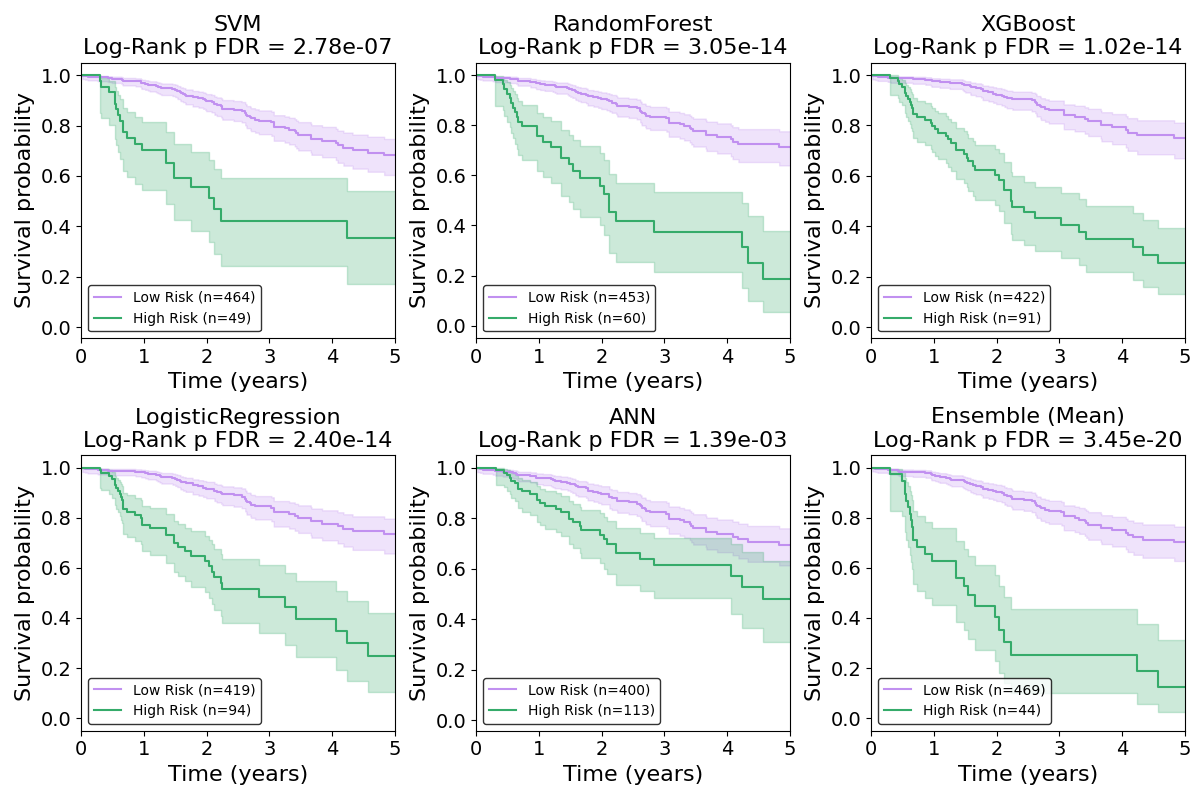 SVM
Log-Rank p FDR = 2.78e-07
Survival probability
1.0
0.8
0.6
0.4
0.2
0.0
Low Risk (n=464)
High Risk (n=49)
0 1 2 3 4 5
Time (years)
RandomForest
Log-Rank p FDR = 3.05e-14
Survival probability
1.0
0.8
0.6
0.4
0.2
0.0
Low Risk (n=453)
High Risk (n=60)
0 1 2 3 4 5
Time (years)
XGBoost
Log-Rank p FDR = 1.02e-14
Survival probability
1.0
0.8
0.6
0.4
0.2
0.0
Low Risk (n=422)
High Risk (n=91)
0 1 2 3 4 5
Time (years)
LogisticRegression
Log-Rank p FDR = 2.40e-14
Survival probability
1.0
0.8
0.6
0.4
0.2
0.0
Low Risk (n=419)
High Risk (n=94)
0 1 2 3 4 5
Time (years)
ANN
Log-Rank p FDR = 1.39e-03
Survival probability
1.0
0.8
0.6
0.4
0.2
0.0
Low Risk (n=400)
High Risk (n=113)
0 1 2 3 4 5
Time (years)
Ensemble (Mean)
Log-Rank p FDR = 3.45e-20
Survival probability
1.0
0.8
0.6
0.4
0.2
0.0
Low Risk (n=469)
High Risk (n=44)
0 1 2 3 4 5
Time (years)